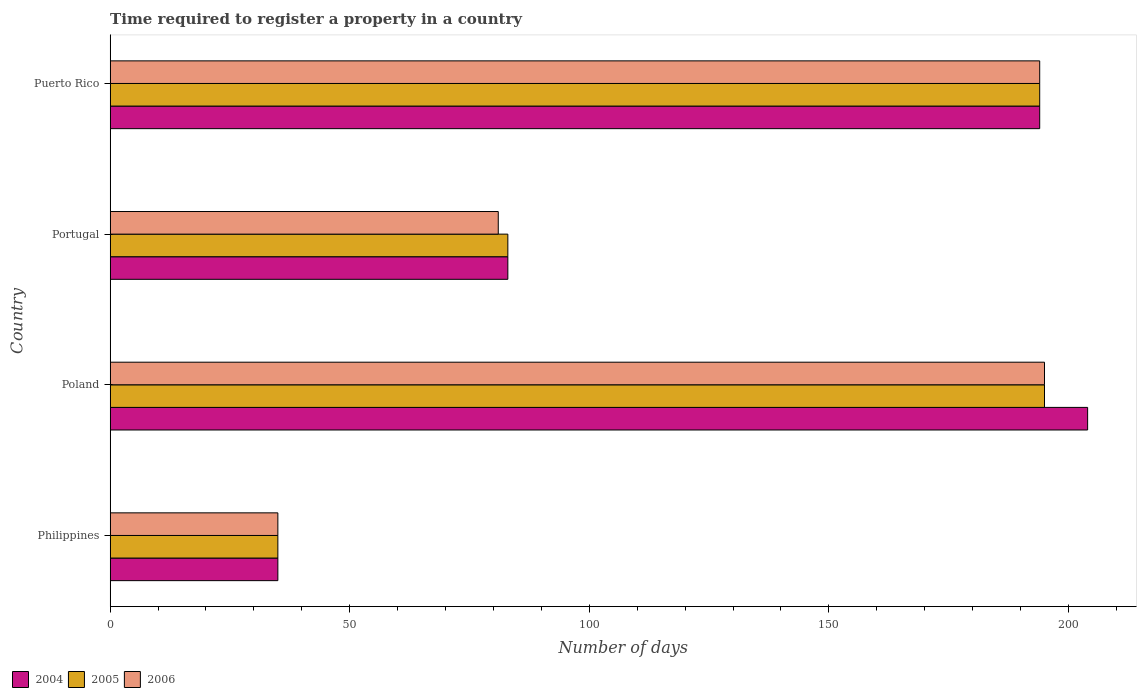 Time required to register a property in a country
Puerto Rico
Portugal
Poland
Philippines
Country
0
50
100
150
200
Number of days
2004
2005
2006